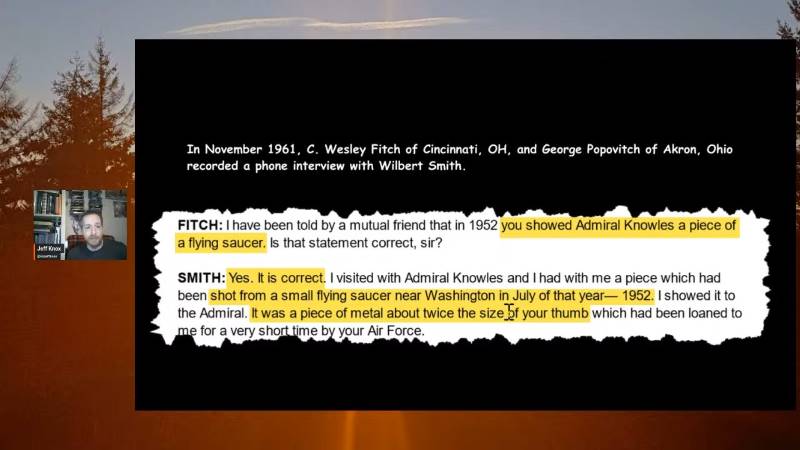 In November 1961, C. Wesley Fitch of Cincinnati, OH, and George Popovitch of Akron, Ohio
recorded a phone interview with Wilbert Smith.
FITCH: I have been told by a mutual friend that in 1952 you showed Admiral Knowles a piece of
a flying saucer. Is that statement correct, sir?
SMITH: Yes. It is correct. I visited with Admiral Knowles and I had with me a piece which had
been shot from a small flying saucer near Washington in July of that year— 1952. I showed it to
the Admiral. It was a piece of metal about twice the size of your thumb which had been loaned to
me for a very short time by your Air Force.
Jeff Knox